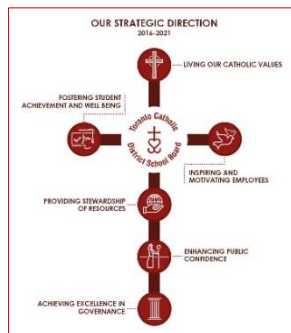 OUR STRATEGIC DIRECTION
2016-2021
LIVING OUR CATHOLIC VALUES
FOSTERING STUDENT
ACHIEVEMENT AND WELL BEING
Toronto Catholic
District School Board
INSPIRING AND
MOTIVATING EMPLOYEES
PROVIDING STEWARDSHIP
OF RESOURCES
ENHANCING PUBLIC
CONFIDENCE
ACHIEVING EXCELLENCE IN
GOVERNANCE